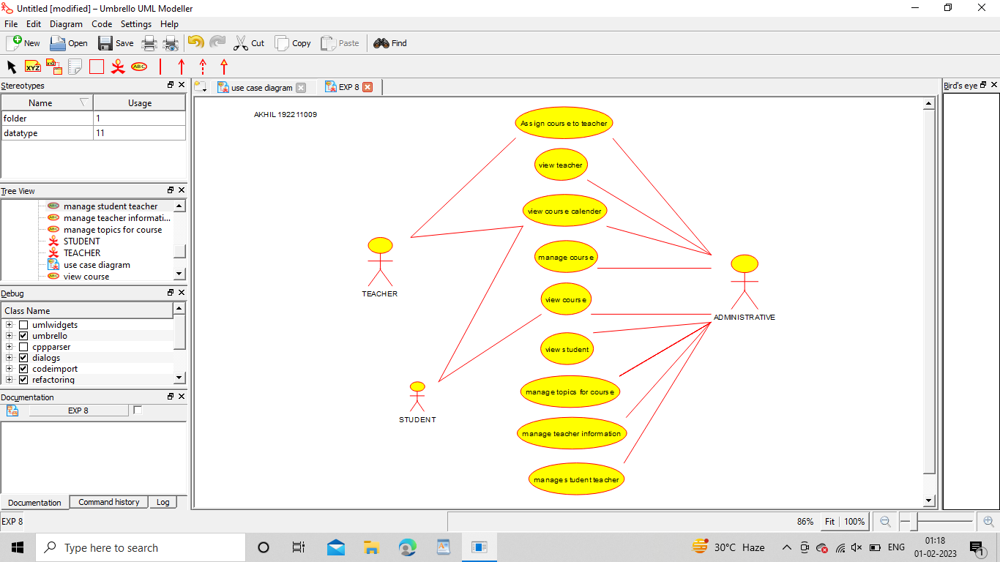 Untitled [modified] – Umbrello UML Modeller
File Edit Diagram Code Settings Help
New Open Save Cut Copy Paste Find
XYZ XYZ ABC
Stereotypes
Name Usage
folder 1
datatype 11
Tree View
manage student teacher
manage teacher informati...
manage topics for course
STUDENT
TEACHER
use case diagram
view course
Debug
Class Name
umlwidgets
umbrello
cppparser
dialogs
codeimport
refactoring
Documentation
EXP 8
Documentation Command history Log
use case diagram EXP 8
AKHIL 192211009
Assign course to teacher
view teacher
view course calender
manage course
view course
view student
manage topics for course
manage teacher information
manage student teacher
TEACHER
STUDENT
ADMINISTRATIVE
Bird's eye
EXP 8 86% Fit 100%
Type here to search
30°C Haze ENG 01:18
01-02-2023
1